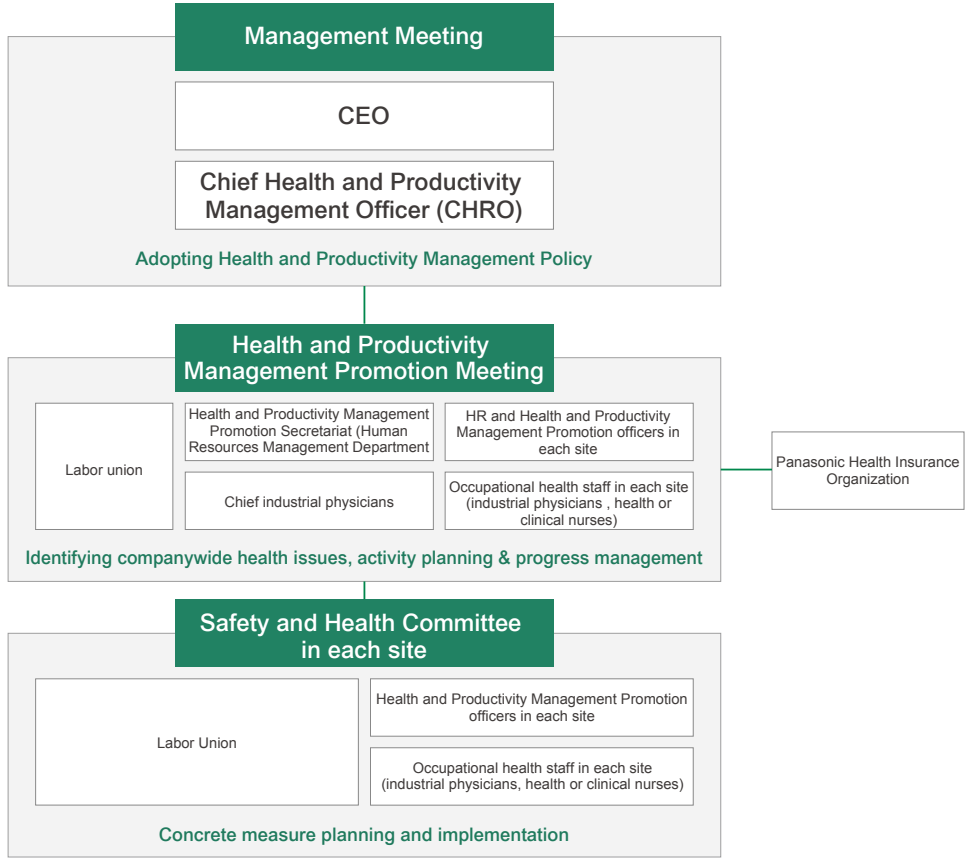 Management Meeting
CEO
Chief Health and Productivity
Management Officer (CHRO)
Adopting Health and Productivity Management Policy
Health and Productivity
Management Promotion Meeting
Labor union
Health and Productivity Management
Promotion Secretariat (Human
Resources Management Department
HR and Health and Productivity
Management Promotion officers in
each site
Chief industrial physicians
Occupational health staff in each site
(industrial physicians , health or
clinical nurses)
Panasonic Health Insurance
Organization
Identifying companywide health issues, activity planning & progress management
Safety and Health Committee
in each site
Labor Union
Health and Productivity Management Promotion
officers in each site
Occupational health staff in each site
(industrial physicians, health or clinical nurses)
Concrete measure planning and implementation